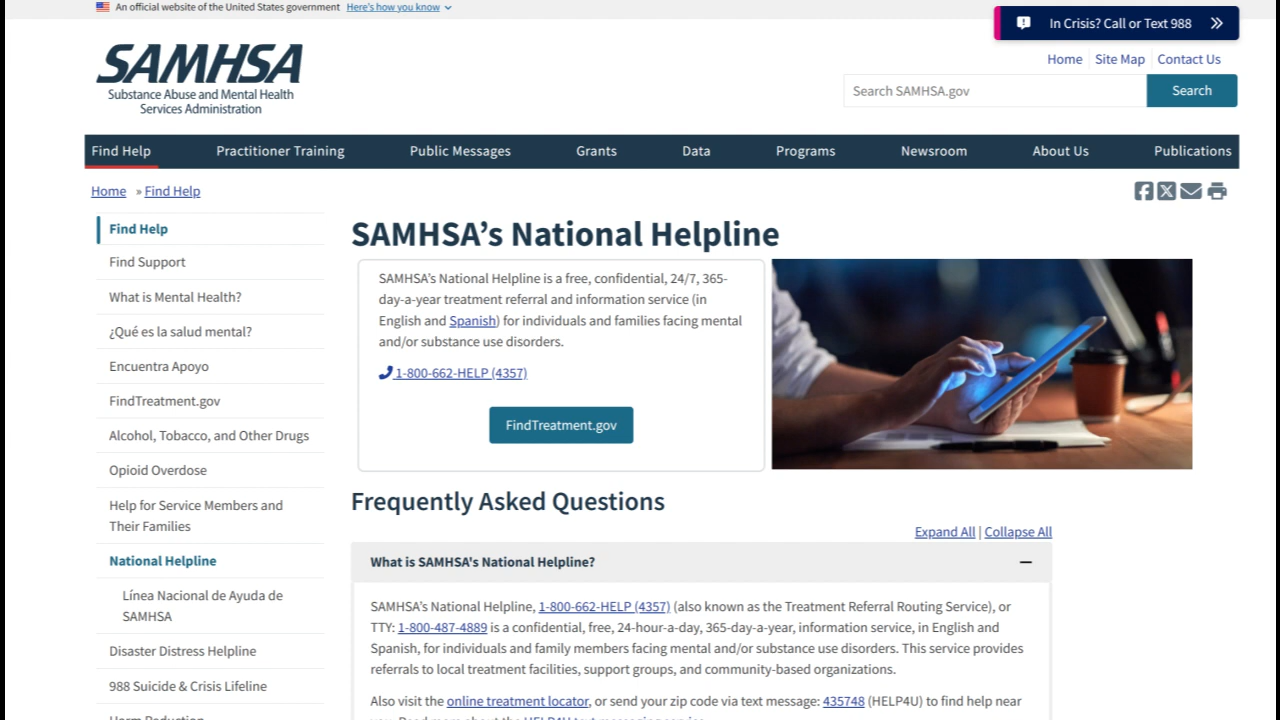 An official website of the United States government Here's how you know
In Crisis? Call or Text 988
SAMHSA
Substance Abuse and Mental Health
Services Administration
Home Site Map Contact Us
Search SAMHSA.gov Search
Find Help Practitioner Training Public Messages Grants Data Programs Newsroom About Us Publications
Home » Find Help
Find Help
Find Support
What is Mental Health?
¿Qué es la salud mental?
Encuentra Apoyo
FindTreatment.gov
Alcohol, Tobacco, and Other Drugs
Opioid Overdose
Help for Service Members and
Their Families
National Helpline
Línea Nacional de Ayuda de
SAMHSA
Disaster Distress Helpline
988 Suicide & Crisis Lifeline
Harm Reduction
SAMHSA’s National Helpline
SAMHSA’s National Helpline is a free, confidential, 24/7, 365-
day-a-year treatment referral and information service (in
English and Spanish) for individuals and families facing mental
and/or substance use disorders.
1-800-662-HELP (4357)
FindTreatment.gov
Frequently Asked Questions
Expand All | Collapse All
What is SAMHSA's National Helpline?
SAMHSA’s National Helpline, 1-800-662-HELP (4357) (also known as the Treatment Referral Routing Service), or
TTY: 1-800-487-4889 is a confidential, free, 24-hour-a-day, 365-day-a-year, information service, in English and
Spanish, for individuals and family members facing mental and/or substance use disorders. This service provides
referrals to local treatment facilities, support groups, and community-based organizations.
Also visit the online treatment locator, or send your zip code via text message: 435748 (HELP4U) to find help near
you. Read more about the HELP4U text messaging service.